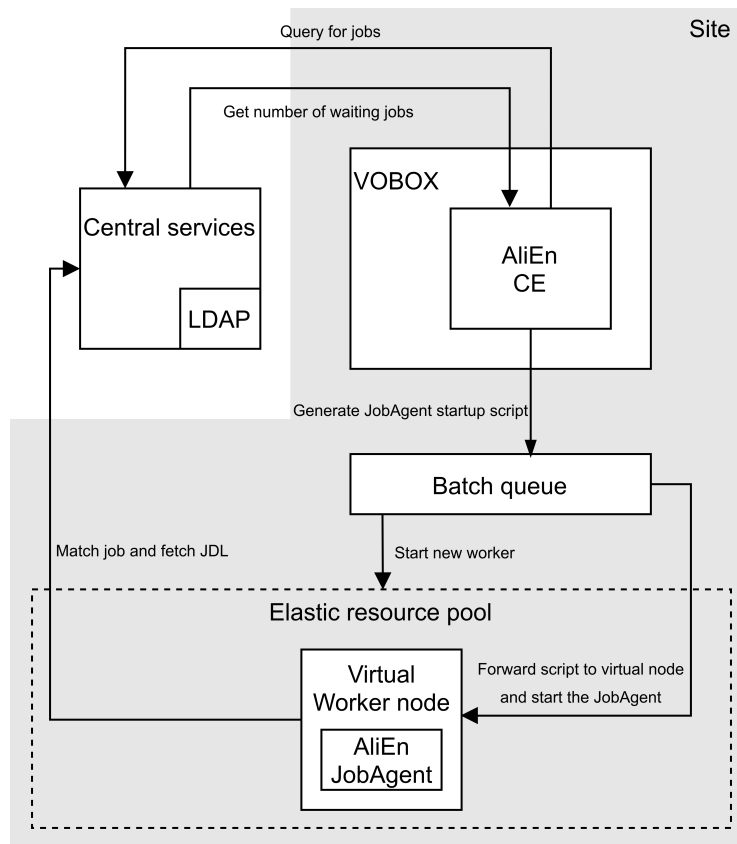 Query for jobs
Site
Get number of waiting jobs
VOBOX
Central services
AliEn
CE
LDAP
Generate JobAgent startup script
Batch queue
Match job and fetch JDL
Start new worker
Elastic resource pool
Virtual
Worker node
Forward script to virtual node
and start the JobAgent
AliEn
JobAgent